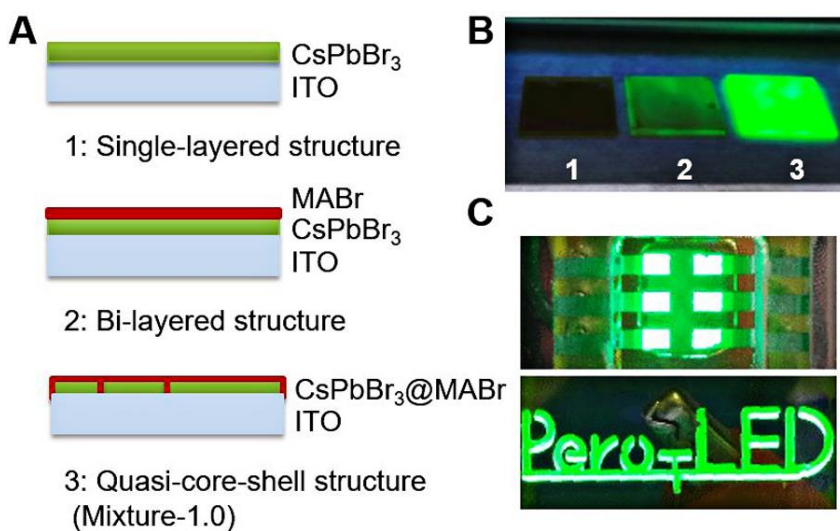 A
CsPbBr₃
ITO
1: Single-layered structure
MABr
CsPbBr₃
ITO
2: Bi-layered structure
CsPbBr₃@MABr
ITO
3: Quasi-core-shell structure
(Mixture-1.0)
B
1 2 3
C
Pero-LED